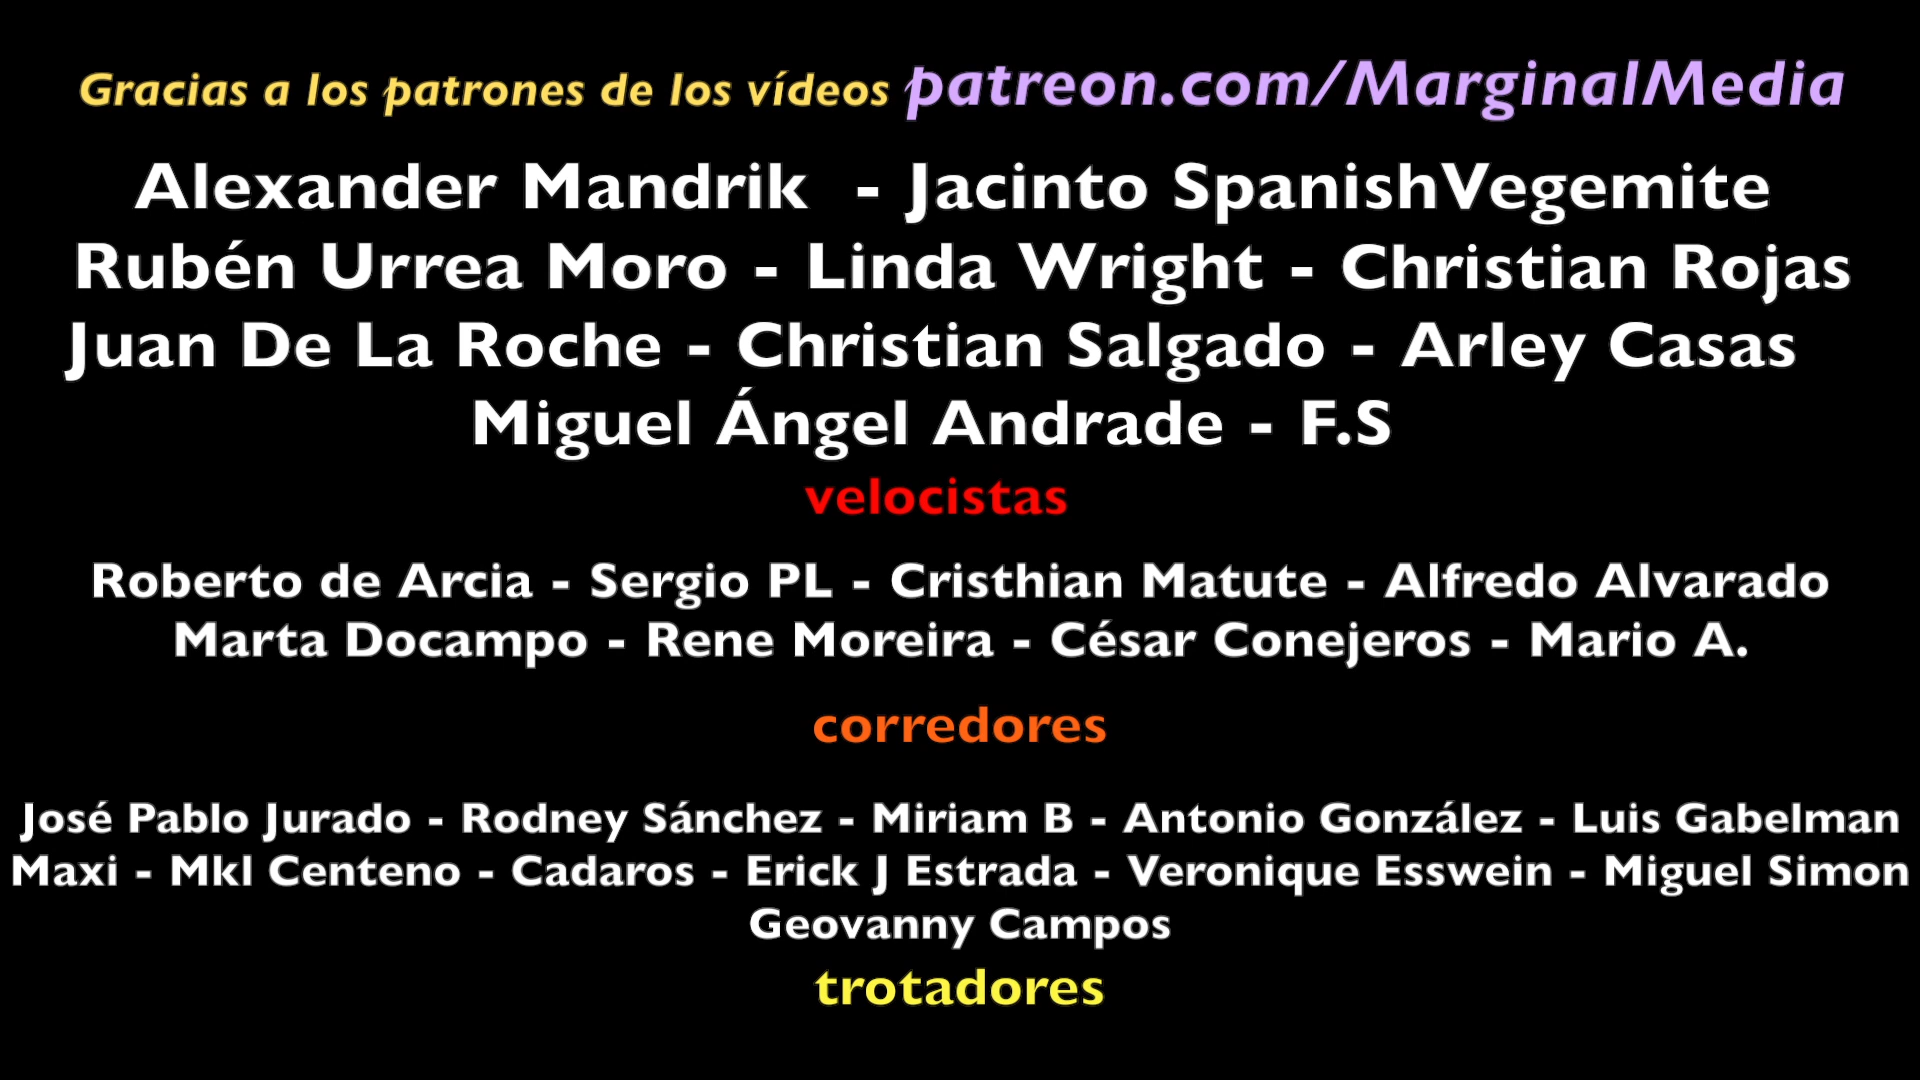 Gracias a los patrones de los vídeos patreon.com/MarginalMedia
Alexander Mandrik - Jacinto SpanishVegemite
Rubén Urrea Moro - Linda Wright - Christian Rojas
Juan De La Roche - Christian Salgado - Arley Casas
Miguel Ángel Andrade - F.S
velocistas
Roberto de Arcia - Sergio PL - Cristhian Matute - Alfredo Alvarado
Marta Docampo - Rene Moreira - César Conejeros - Mario A.
corredores
José Pablo Jurado - Rodney Sánchez - Miriam B - Antonio González - Luis Gabelman
Maxi - Mkl Centeno - Cadaros - Erick J Estrada - Veronique Esswein - Miguel Simon
Geovanny Campos
trotadores